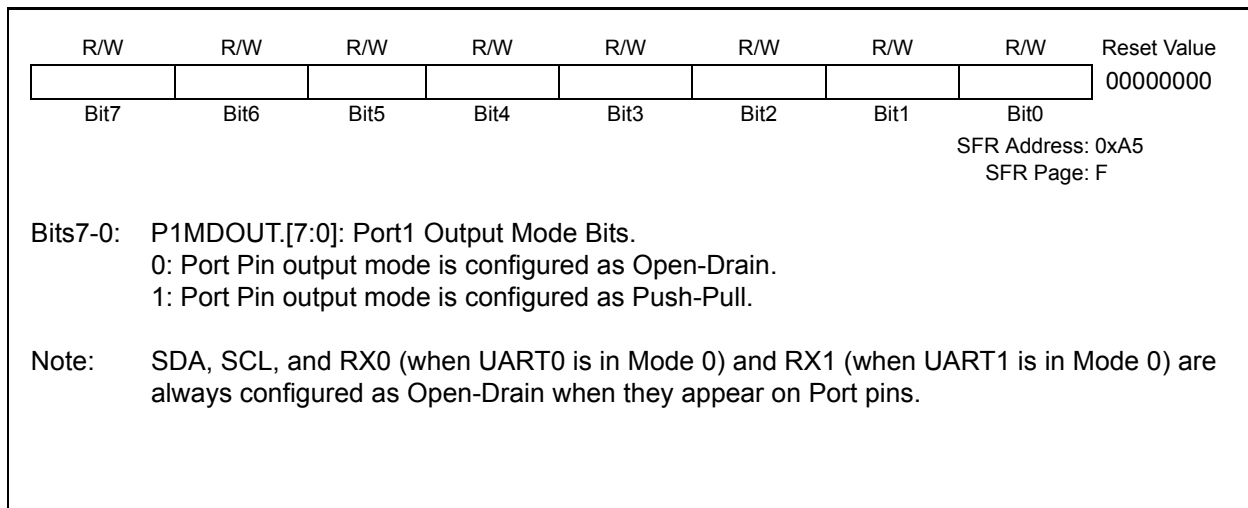 R/W R/W R/W R/W R/W R/W R/W R/W Reset Value
00000000
Bit7 Bit6 Bit5 Bit4 Bit3 Bit2 Bit1 Bit0
SFR Address: 0xA5
SFR Page: F
Bits7-0: P1MDOUT.[7:0]: Port1 Output Mode Bits.
0: Port Pin output mode is configured as Open-Drain.
1: Port Pin output mode is configured as Push-Pull.
Note: SDA, SCL, and RX0 (when UART0 is in Mode 0) and RX1 (when UART1 is in Mode 0) are
always configured as Open-Drain when they appear on Port pins.